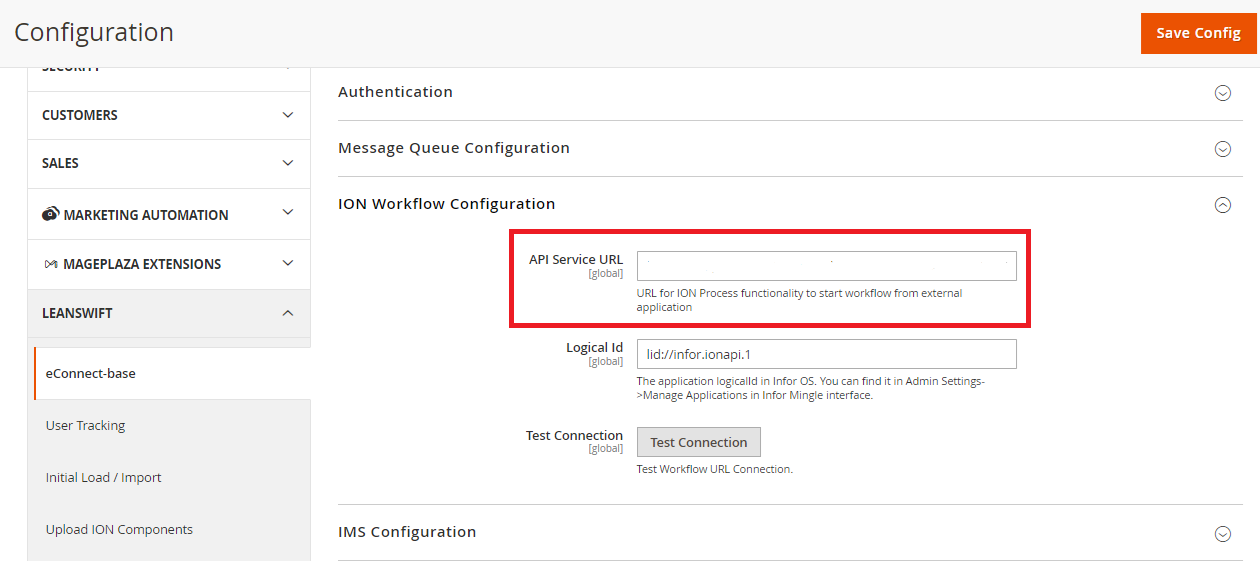 Configuration
Save Config
SECURITY
CUSTOMERS
SALES
MARKETING AUTOMATION
MAGEPLAZA EXTENSIONS
LEANSWIFT
eConnect-base
User Tracking
Initial Load / Import
Upload ION Components
Authentication
Message Queue Configuration
ION Workflow Configuration
API Service URL
[global]
URL for ION Process functionality to start workflow from external
application
Logical Id
[global]
lid://infor.ionapi.1
The application logicalId in Infor OS. You can find it in Admin Settings-
>Manage Applications in Infor Mingle interface.
Test Connection
[global]
Test Connection
Test Workflow URL Connection.
IMS Configuration